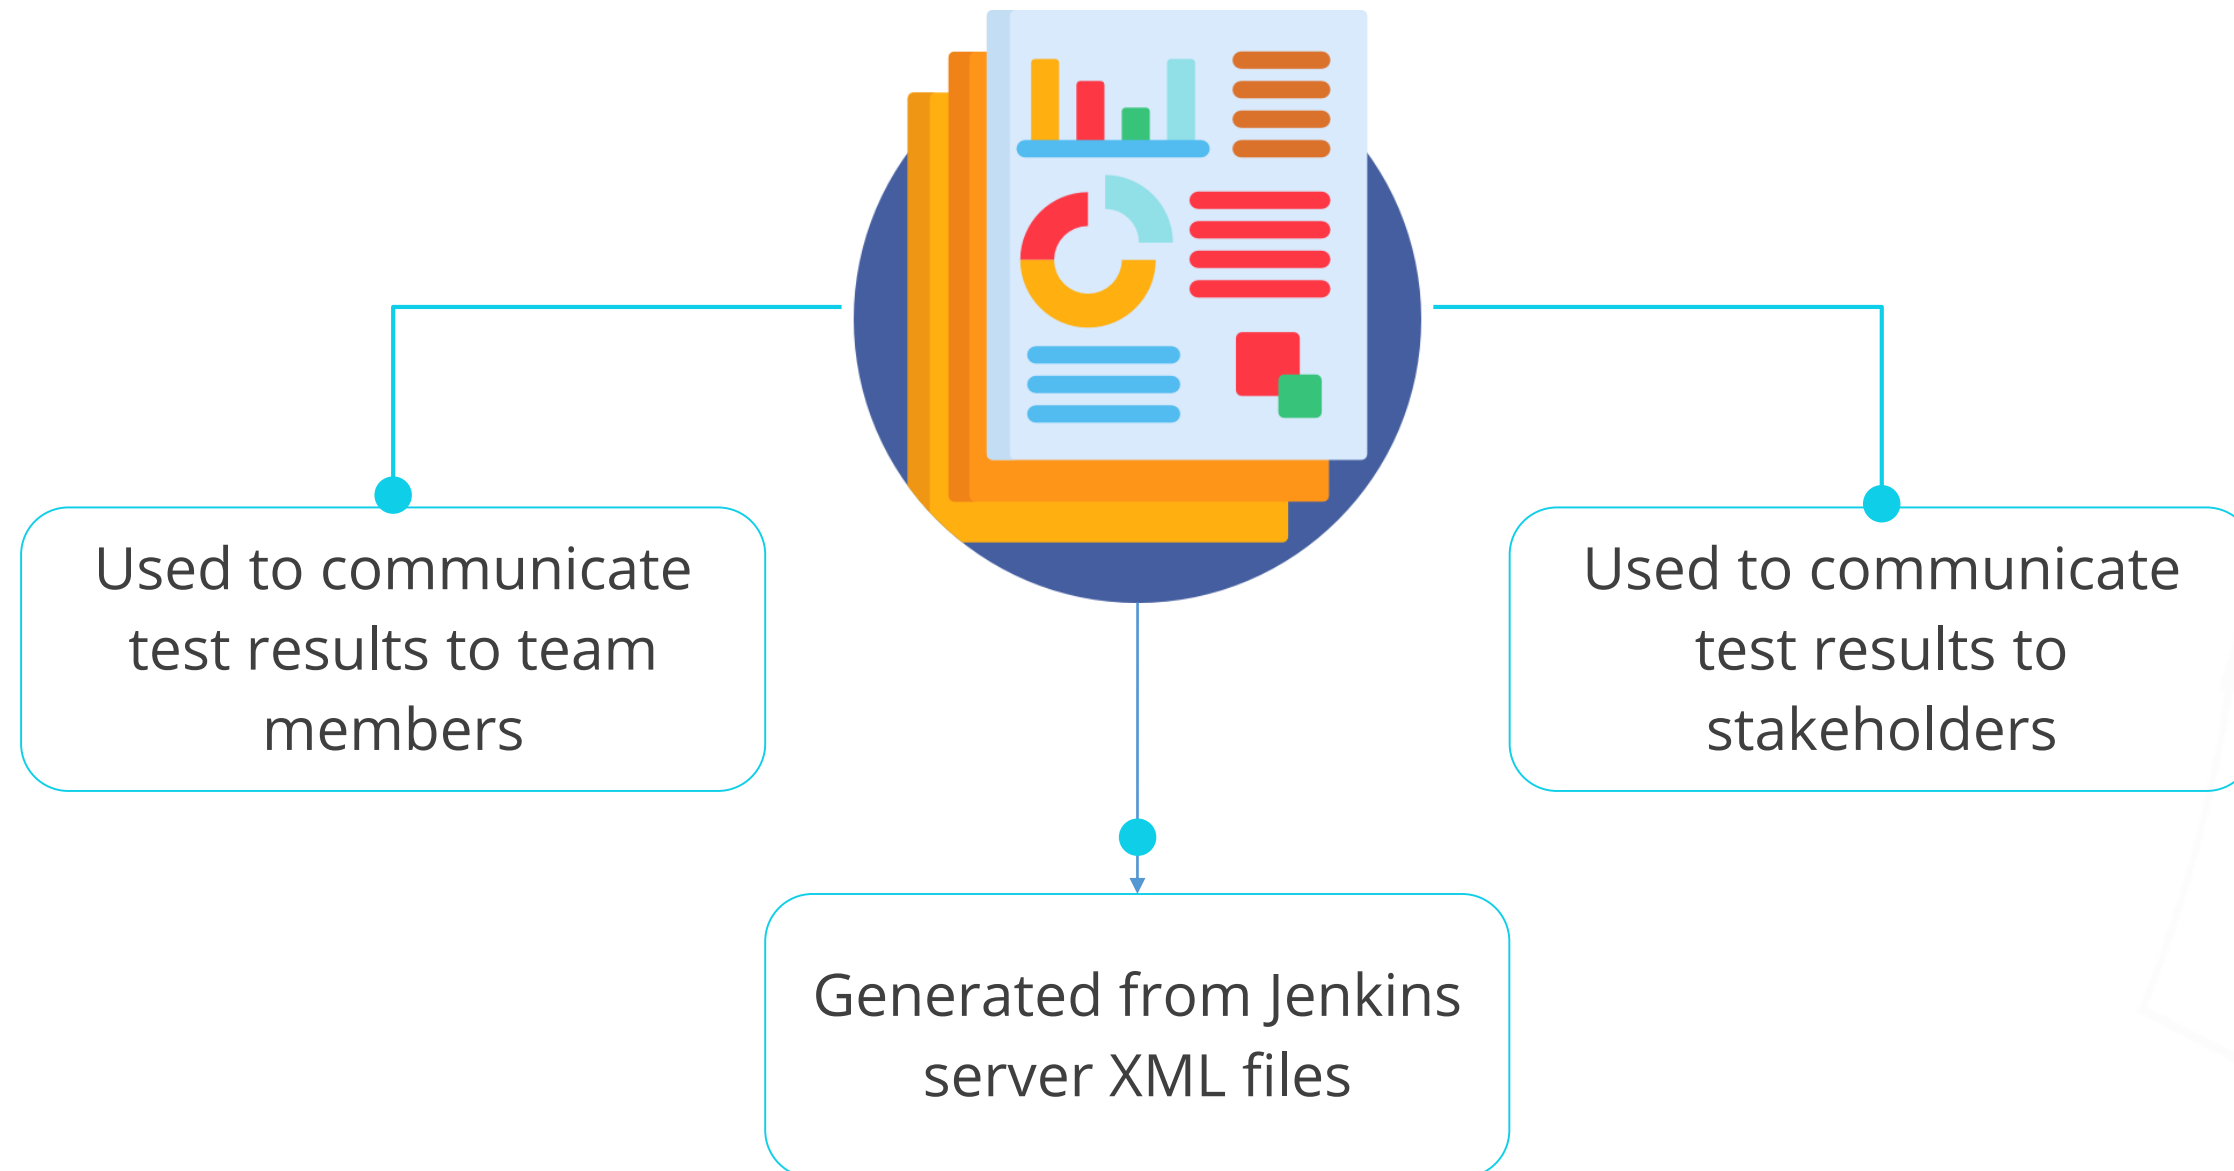 Used to communicate
test results to team
members
Used to communicate
test results to
stakeholders
Generated from Jenkins
server XML files